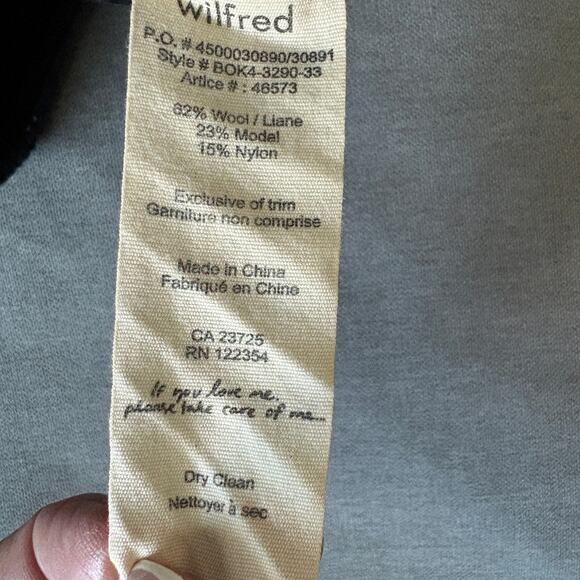 wilfred
P.O. # 4500030890/30891
Style # BOK4-3290-33
Artice # : 46573
62% Wool / Liane
23% Modal
15% Nylon
Exclusive of trim
Garniture non comprise
Made in China
Fabriqué en Chine
CA 23725
RN 122354
If you love me,
please take care of me...
Dry Clean
Nettoyer à sec